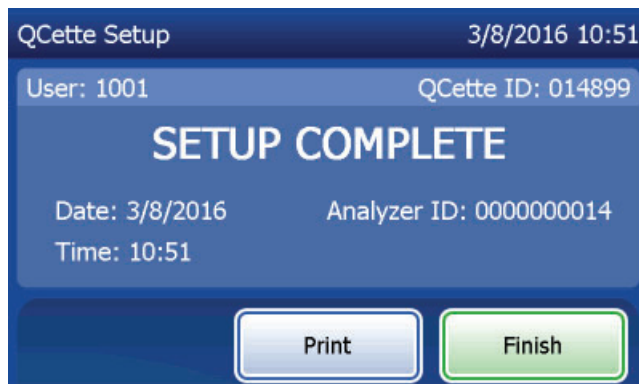 QCette Setup 3/8/2016 10:51
User: 1001 QCette ID: 014899
SETUP COMPLETE
Date: 3/8/2016 Analyzer ID: 0000000014
Time: 10:51
Print Finish